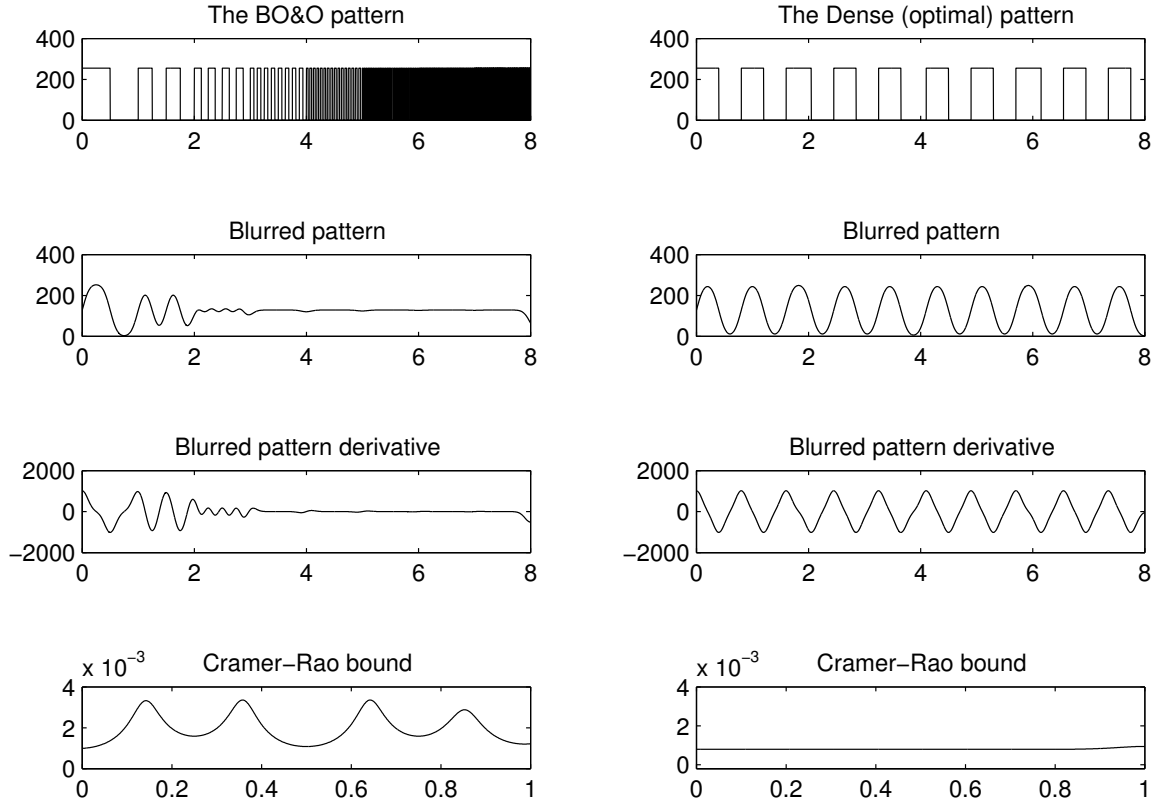 The BO&O pattern
400
200
0
0 2 4 6 8
The Dense (optimal) pattern
400
200
0
0 2 4 6 8
Blurred pattern
400
200
0
0 2 4 6 8
Blurred pattern
400
200
0
0 2 4 6 8
Blurred pattern derivative
2000
0
−2000
0 2 4 6 8
Blurred pattern derivative
2000
0
−2000
0 2 4 6 8
x 10−3 Cramer−Rao bound
4
2
0
0 0.2 0.4 0.6 0.8 1
x 10−3 Cramer−Rao bound
4
2
0
0 0.2 0.4 0.6 0.8 1